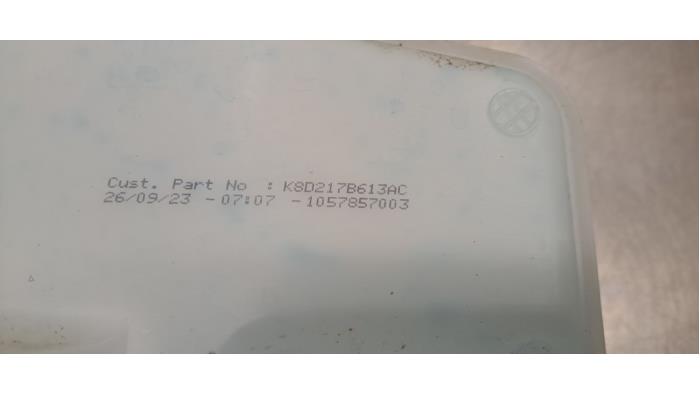 Cust. Part No : K8D217B613AC
26/09/23 -07:07 -1057857003